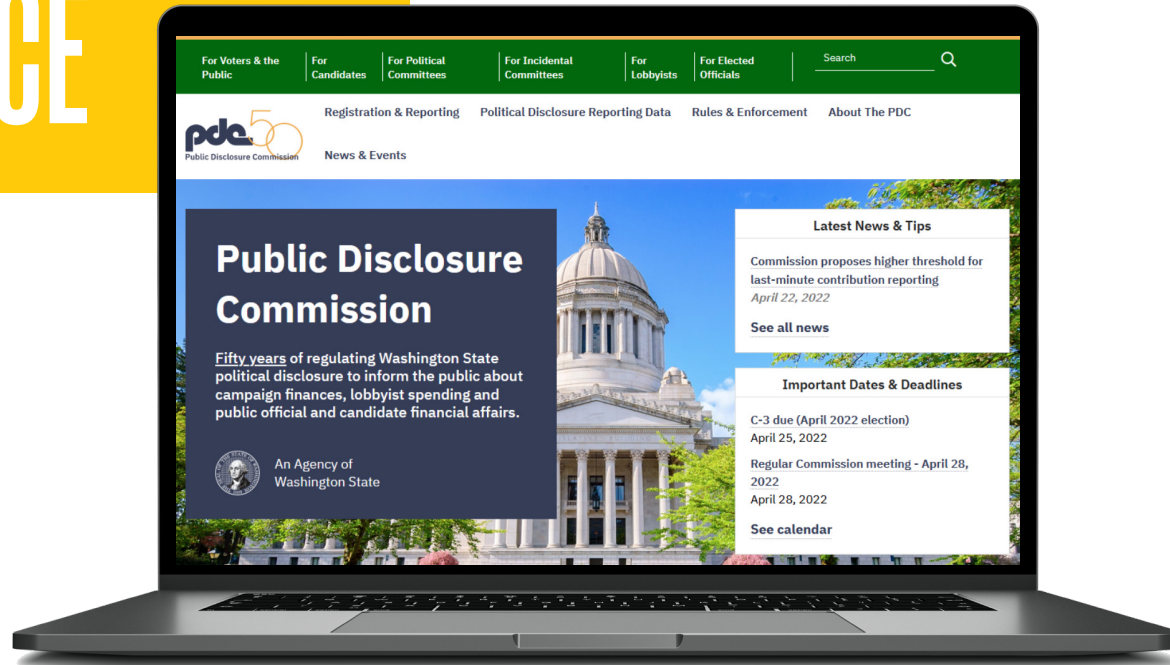 CE
For Voters & the
Public
For
Candidates
For Political
Committees
For Incidental
Committees
For
Lobbyists
For Elected
Officials
Search
pdc 50
Public Disclosure Commission
Registration & Reporting
Political Disclosure Reporting Data
Rules & Enforcement
About The PDC
News & Events
Public Disclosure
Commission
Fifty years of regulating Washington State
political disclosure to inform the public about
campaign finances, lobbyist spending and
public official and candidate financial affairs.
An Agency of
Washington State
Latest News & Tips
Commission proposes higher threshold for
last-minute contribution reporting
April 22, 2022
See all news
Important Dates & Deadlines
C-3 due (April 2022 election)
April 25, 2022
Regular Commission meeting - April 28,
2022
April 28, 2022
See calendar